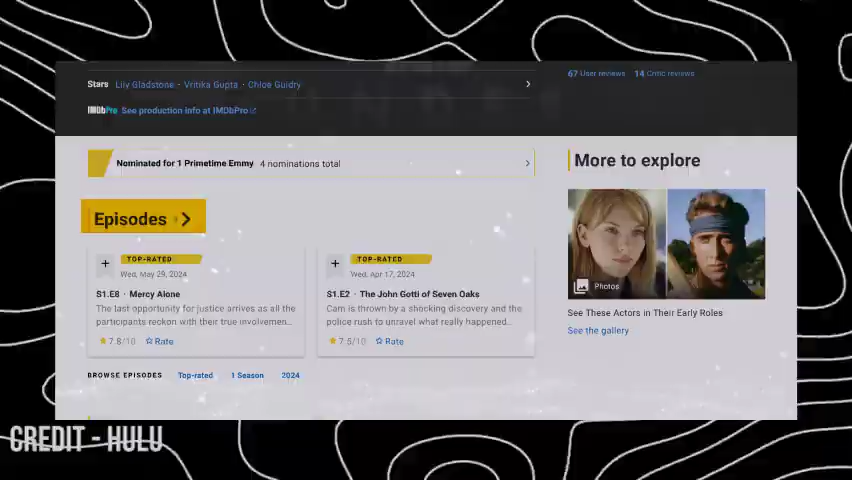 67 User reviews 14 Critic reviews
Stars Lily Gladstone · Vritika Gupta · Chloe Guidry
IMDbPro See production info at IMDbPro
Nominated for 1 Primetime Emmy 4 nominations total
More to explore
Episodes
TOP-RATED
Wed, May 29, 2024
S1.E8 · Mercy Alone
The last opportunity for justice arrives as all the
participants reckon with their true involvemen...
7.8/10 Rate
TOP-RATED
Wed, Apr 17, 2024
S1.E2 · The John Gotti of Seven Oaks
Cam is thrown by a shocking discovery and the
police rush to unravel what really happened...
7.5/10 Rate
Photos
See These Actors in Their Early Roles
See the gallery
BROWSE EPISODES Top-rated 1 Season 2024
CREDIT - HULU